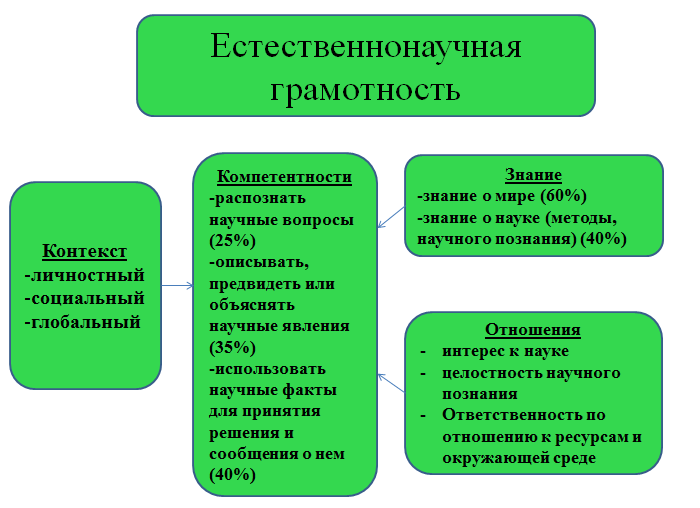 Естественнонаучная
грамотность
Контекст
-личностный
-социальный
-глобальный
Компетентности
-распознать
научные вопросы
(25%)
-описывать,
предвидеть или
объяснять
научные явления
(35%)
-использовать
научные факты
для принятия
решения и
сообщения о нем
(40%)
Знание
-знание о мире (60%)
-знание о науке (методы,
научного познания) (40%)
Отношения
- интерес к науке
- целостность научного
познания
- Ответственность по
отношению к ресурсам и
окружающей среде